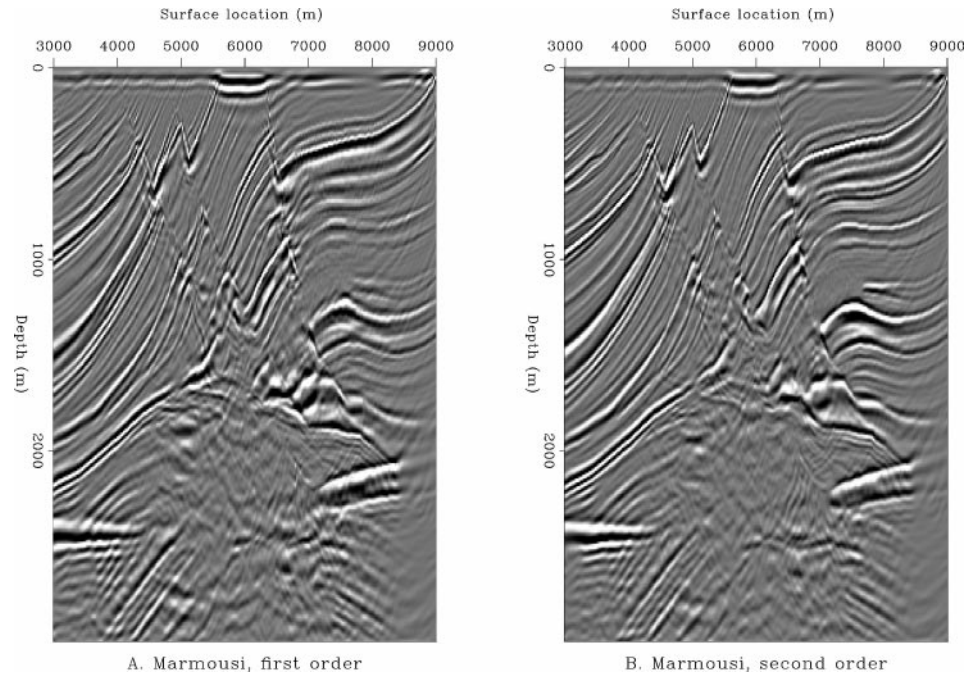 Surface location (m)
3000 4000 5000 6000 7000 8000 9000
0
1000
2000
Depth (m)
A. Marmousi, first order
Surface location (m)
3000 4000 5000 6000 7000 8000 9000
0
1000
2000
Depth (m)
B. Marmousi, second order